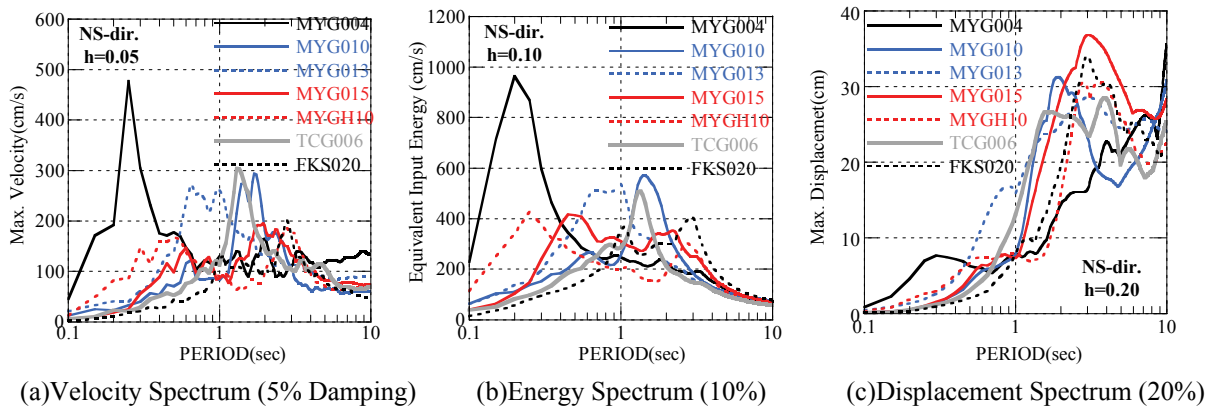 600
500
400
300
200
100
0
Max. Velocity(cm/s)
NS-dir.
h=0.05
MYG004
MYG010
MYG013
MYG015
MYGH10
TCG006
FKS020
0.1
1
10
PERIOD(sec)
(a)Velocity Spectrum (5% Damping)
1200
1000
800
600
400
200
0
Equivalent Input Energy (cm/s)
NS-dir.
h=0.10
MYG004
MYG010
MYG013
MYG015
MYGH10
TCG006
FKS020
0.1
1
10
PERIOD(sec)
(b)Energy Spectrum (10%)
40
30
20
10
0
Max. Displacemet(cm)
MYG004
MYG010
MYG013
MYG015
MYGH10
TCG006
FKS020
NS-dir.
h=0.20
0.1
1
10
PERIOD(sec)
(c)Displacement Spectrum (20%)